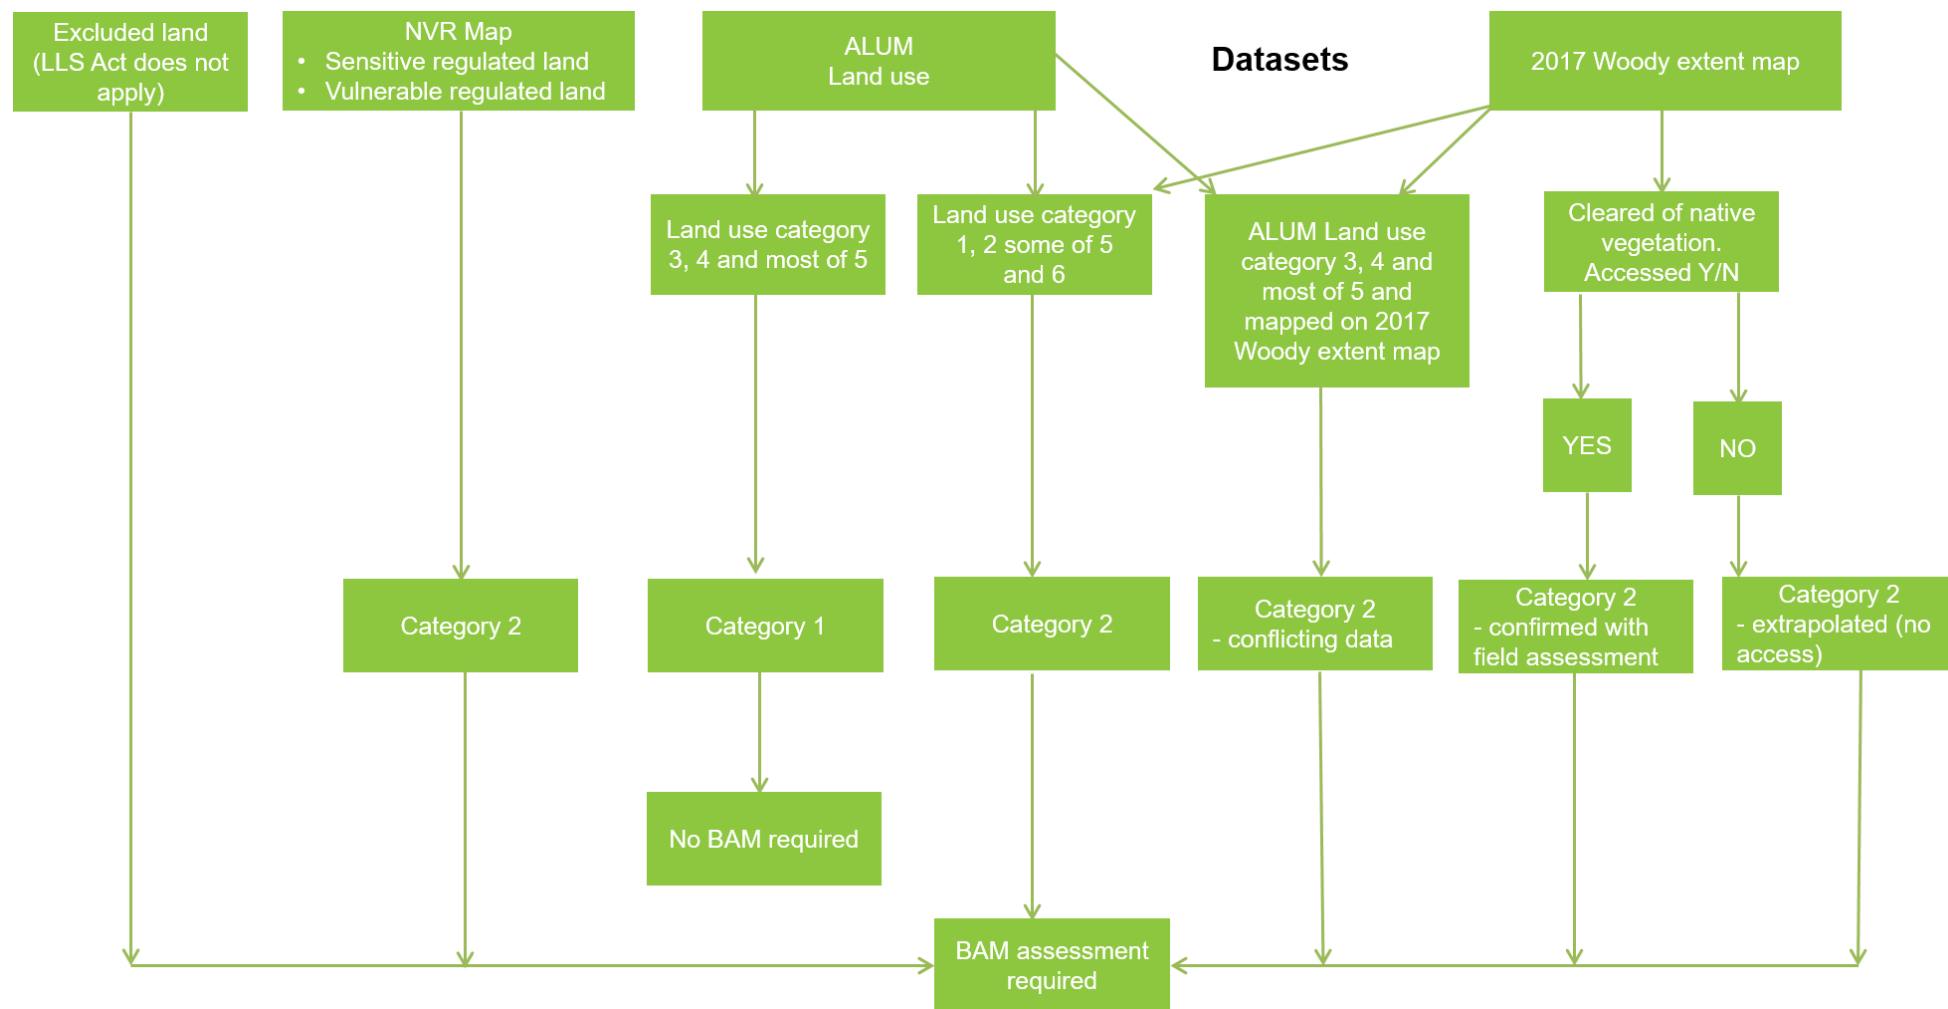 Excluded land
(LLS Act does not
apply)
NVR Map
• Sensitive regulated land
• Vulnerable regulated land
ALUM
Land use
Datasets
2017 Woody extent map
Land use category
3, 4 and most of 5
Land use category
1, 2 some of 5
and 6
ALUM Land use
category 3, 4 and
most of 5 and
mapped on 2017
Woody extent map
Cleared of native
vegetation.
Accessed Y/N
YES
NO
Category 2
Category 1
Category 2
Category 2
- conflicting data
Category 2
- confirmed with
field assessment
Category 2
- extrapolated (no
access)
No BAM required
BAM assessment
required